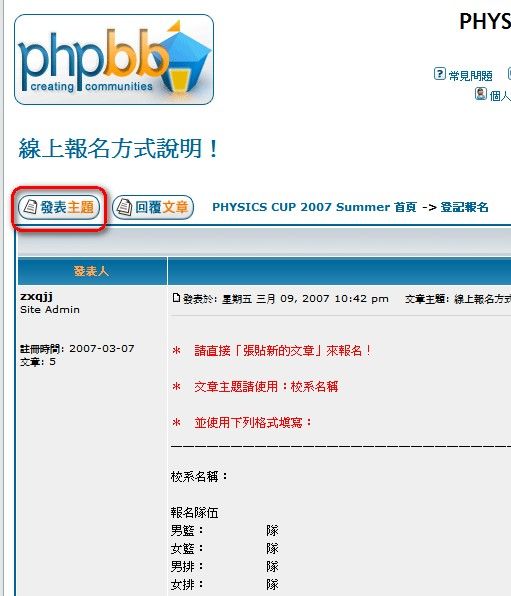 phpBB
creating communities
PHYS
常見問題
個人
線上報名方式說明！
發表主題 回覆文章 PHYSICS CUP 2007 Summer 首頁 -> 登記報名
發表人
zxqjj
Site Admin
註冊時間: 2007-03-07
文章: 5
發表於: 星期五 三月 09, 2007 10:42 pm 文章主題: 線上報名方式
＊ 請直接「張貼新的文章」來報名！
＊ 文章主題請使用：校系名稱
＊ 並使用下列格式填寫：
校系名稱：
報名隊伍
男籃： 隊
女籃： 隊
男排： 隊
女排： 隊